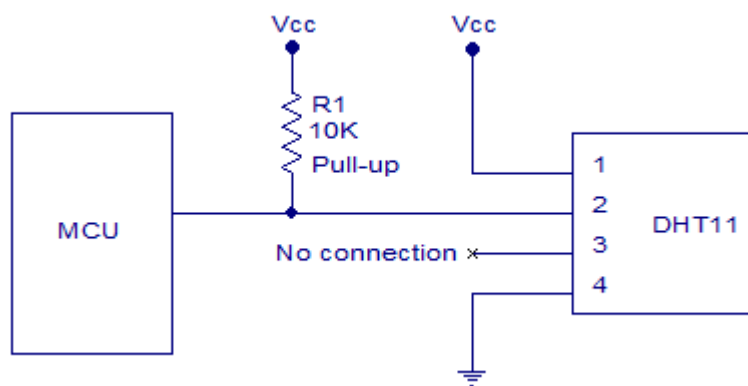 Vcc
Vcc
R1
10K
Pull-up
1
2
MCU
DHT11
3
No connection
4